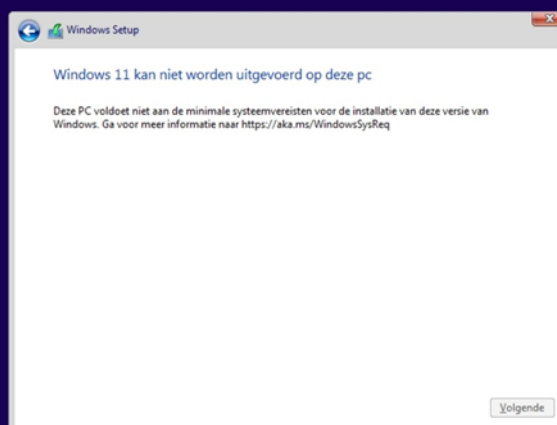 Windows Setup
Windows 11 kan niet worden uitgevoerd op deze pc
Deze PC voldoet niet aan de minimale systeemvereisten voor de installatie van deze versie van
Windows. Ga voor meer informatie naar https://aka.ms/WindowsSysReq
Volgende